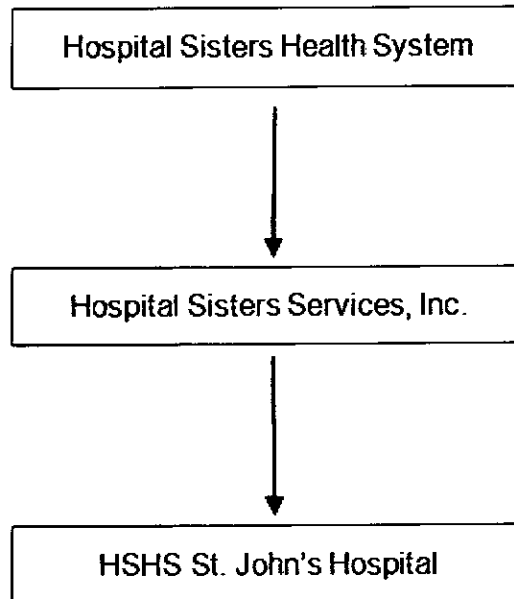 Hospital Sisters Health System
Hospital Sisters Services, Inc.
HSHS St. John's Hospital